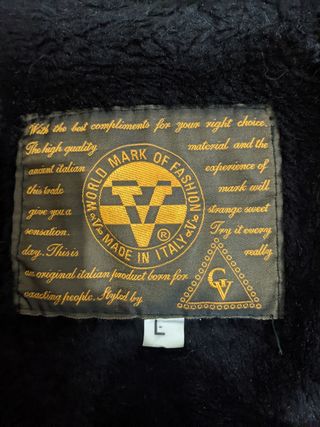 With the best compliments for your right choice.
The high quality material and the
ancient italian experience of
this trade mark will
give you a strange sweet
sensation. Try it every
day. This is really
an original italian product born for
exacting people. Styled by
WORLD MARK OF FASHION
V
®
MADE IN ITALY
GV
L